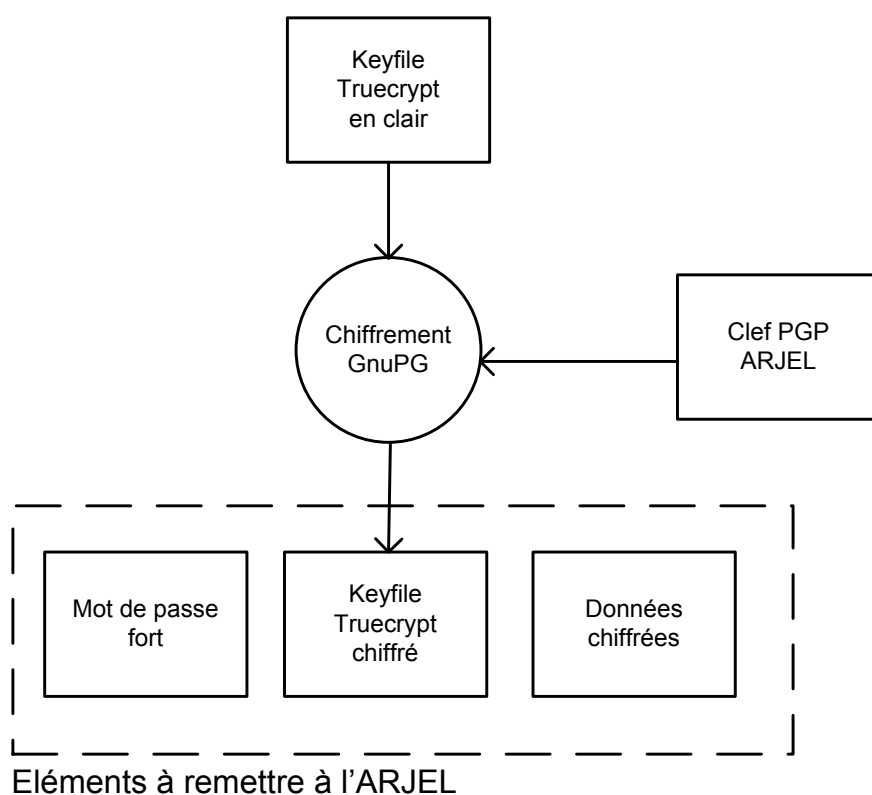 Keyfile
Truecrypt
en clair
Chiffrement
GnuPG
Clef PGP
ARJEL
Mot de passe
fort
Keyfile
Truecrypt
chiffré
Données
chiffrées
Eléments à remettre à l’ARJEL